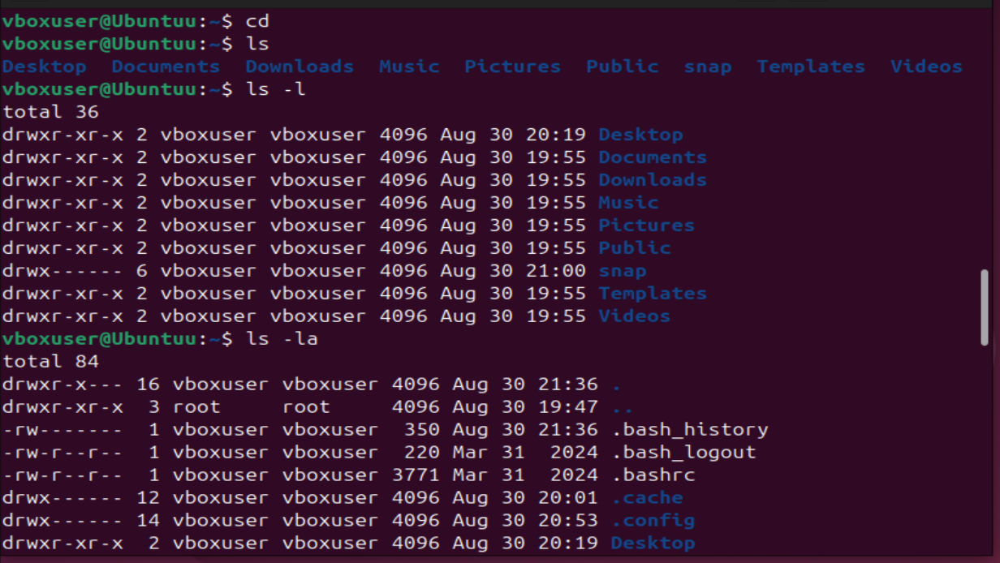 vboxuser@Ubuntuu:~$ cd
vboxuser@Ubuntuu:~$ ls
Desktop  Documents  Downloads  Music  Pictures  Public  snap  Templates  Videos
vboxuser@Ubuntuu:~$ ls -l
total 36
drwxr-xr-x 2 vboxuser vboxuser 4096 Aug 30 20:19 Desktop
drwxr-xr-x 2 vboxuser vboxuser 4096 Aug 30 19:55 Documents
drwxr-xr-x 2 vboxuser vboxuser 4096 Aug 30 19:55 Downloads
drwxr-xr-x 2 vboxuser vboxuser 4096 Aug 30 19:55 Music
drwxr-xr-x 2 vboxuser vboxuser 4096 Aug 30 19:55 Pictures
drwxr-xr-x 2 vboxuser vboxuser 4096 Aug 30 19:55 Public
drwx------ 6 vboxuser vboxuser 4096 Aug 30 21:00 snap
drwxr-xr-x 2 vboxuser vboxuser 4096 Aug 30 19:55 Templates
drwxr-xr-x 2 vboxuser vboxuser 4096 Aug 30 19:55 Videos
vboxuser@Ubuntuu:~$ ls -la
total 84
drwxr-x--- 16 vboxuser vboxuser 4096 Aug 30 21:36 .
drwxr-xr-x  3 root     root     4096 Aug 30 19:47 ..
-rw-------  1 vboxuser vboxuser  350 Aug 30 21:36 .bash_history
-rw-r--r--  1 vboxuser vboxuser  220 Mar 31  2024 .bash_logout
-rw-r--r--  1 vboxuser vboxuser 3771 Mar 31  2024 .bashrc
drwx------ 12 vboxuser vboxuser 4096 Aug 30 20:01 .cache
drwx------ 14 vboxuser vboxuser 4096 Aug 30 20:53 .config
drwxr-xr-x  2 vboxuser vboxuser 4096 Aug 30 20:19 Desktop